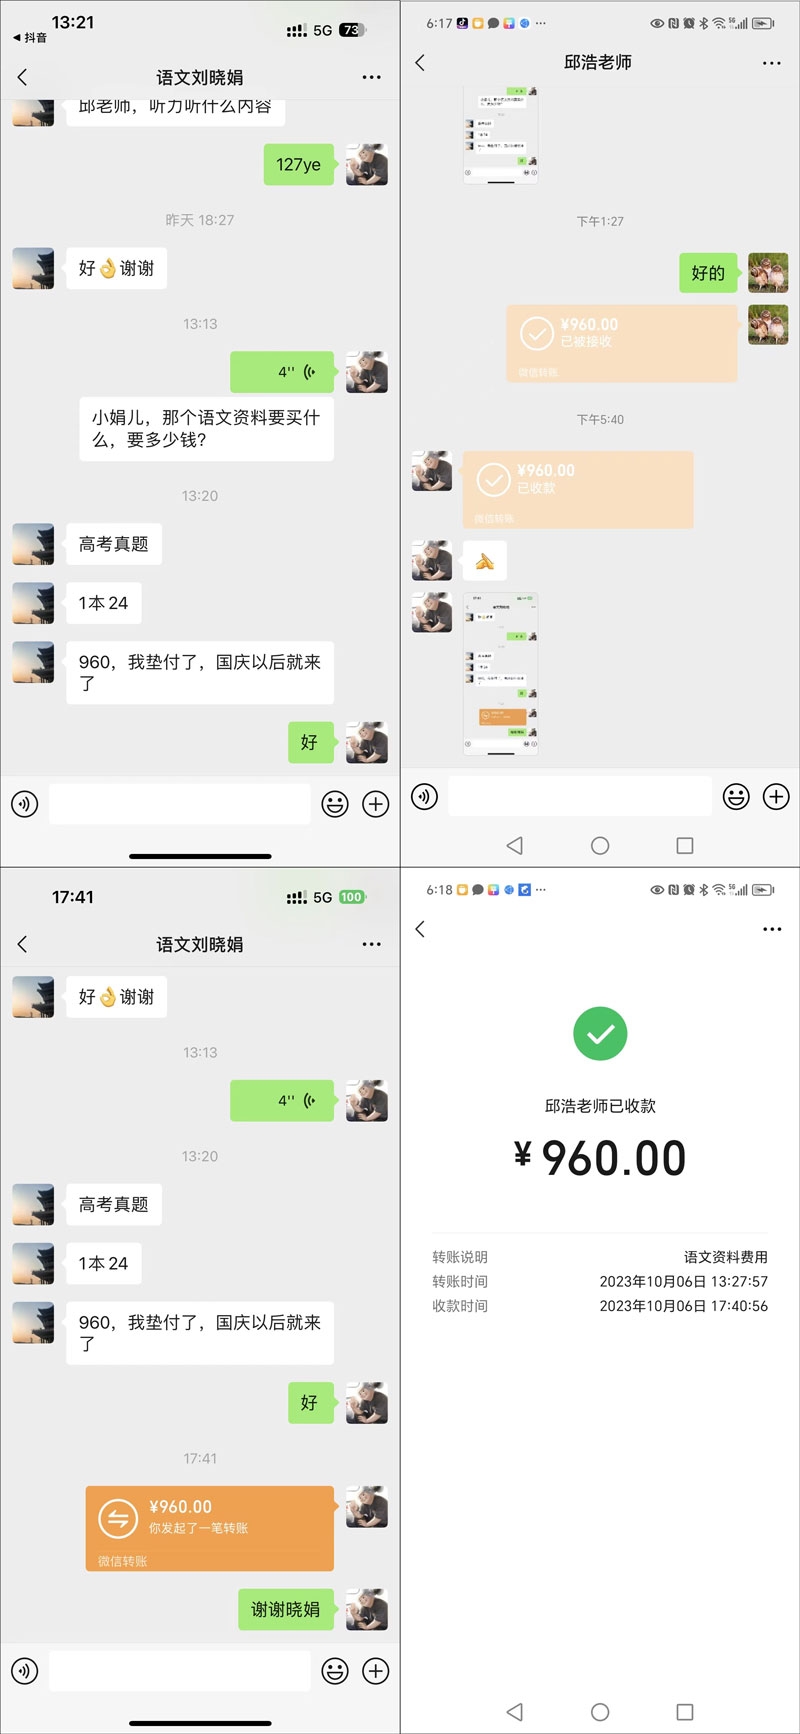 13:21
抖音
5G
73
语文刘晓娟
邱老师，听力听什么内容
127ye
昨天 18:27
好👌谢谢
13:13
4''
小娟儿，那个语文资料要买什
么，要多少钱?
13:20
高考真题
1本 24
960，我垫付了，国庆以后就来
了
好
6:17
5G
邱浩老师
下午1:27
好的
¥960.00
已被接收
微信转账
下午5:40
¥960.00
已收款
微信转账
17:41
5G
100
语文刘晓娟
好👌谢谢
13:13
4''
13:20
高考真题
1本 24
960，我垫付了，国庆以后就来
了
好
17:41
¥960.00
你发起了一笔转账
微信转账
谢谢晓娟
6:18
5G
邱浩老师已收款
¥960.00
转账说明 语文资料费用
转账时间 2023年10月06日 13:27:57
收款时间 2023年10月06日 17:40:56